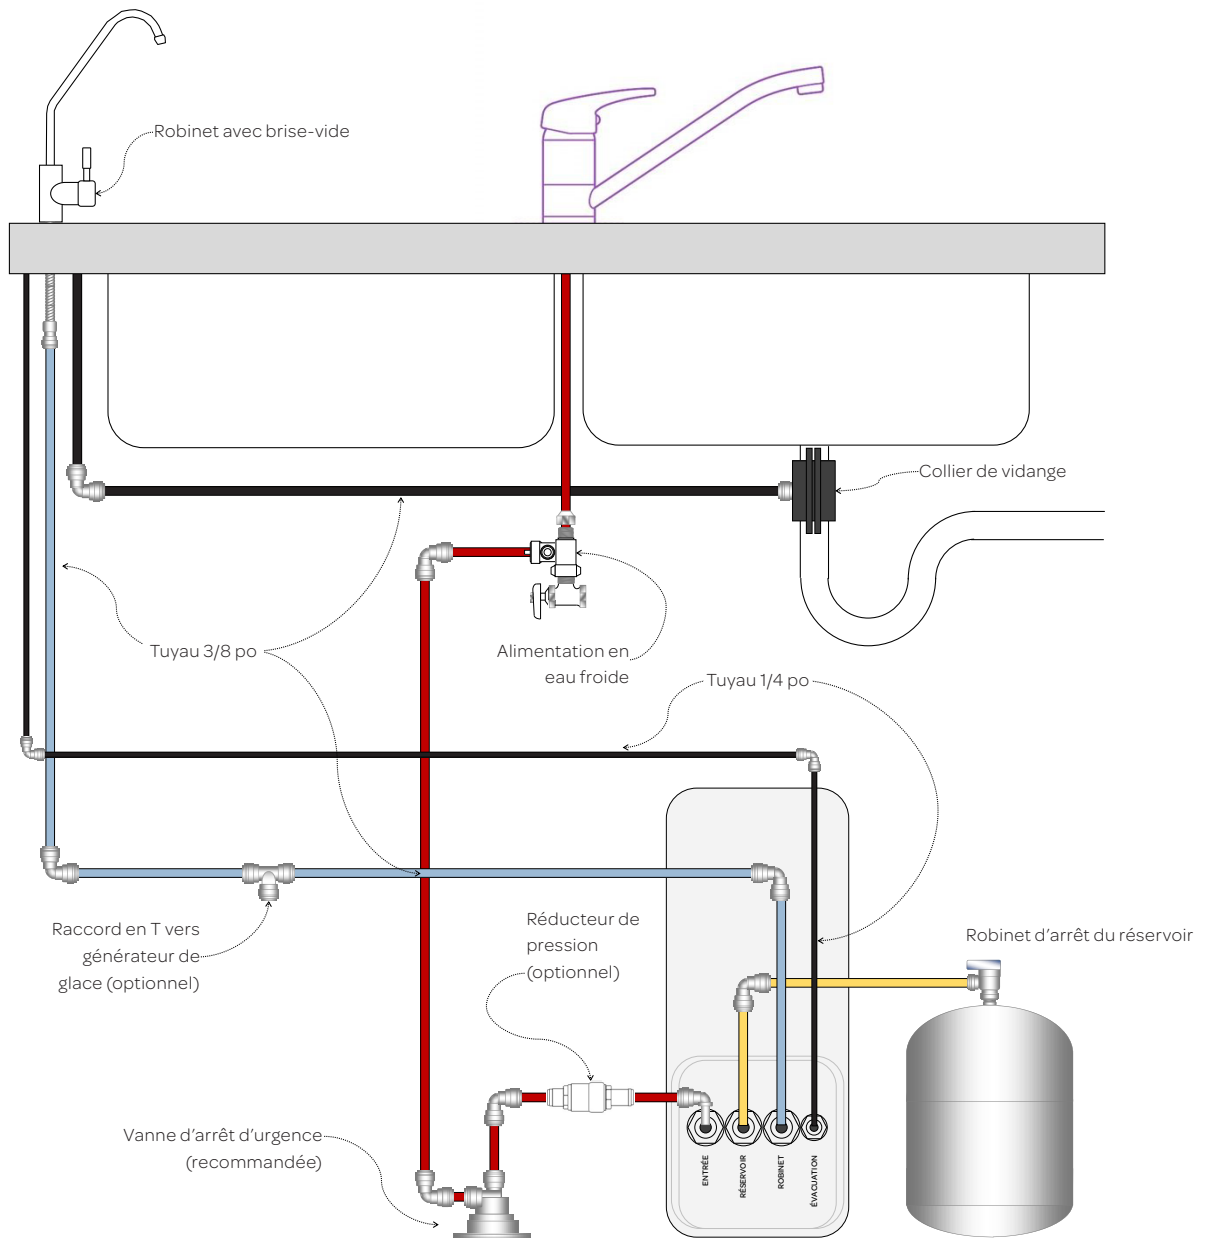 Robinet avec brise-vide
Collier de vidange
Tuyau 3/8 po
Alimentation en
eau froide
Tuyau 1/4 po
Raccord en T vers
générateur de
glace (optionnel)
Réducteur de
pression
(optionnel)
Robinet d’arrêt du réservoir
Vanne d’arrêt d’urgence
(recommandée)
ENTRÉE
RÉSERVOIR
ROBINET
ÉVACUATION